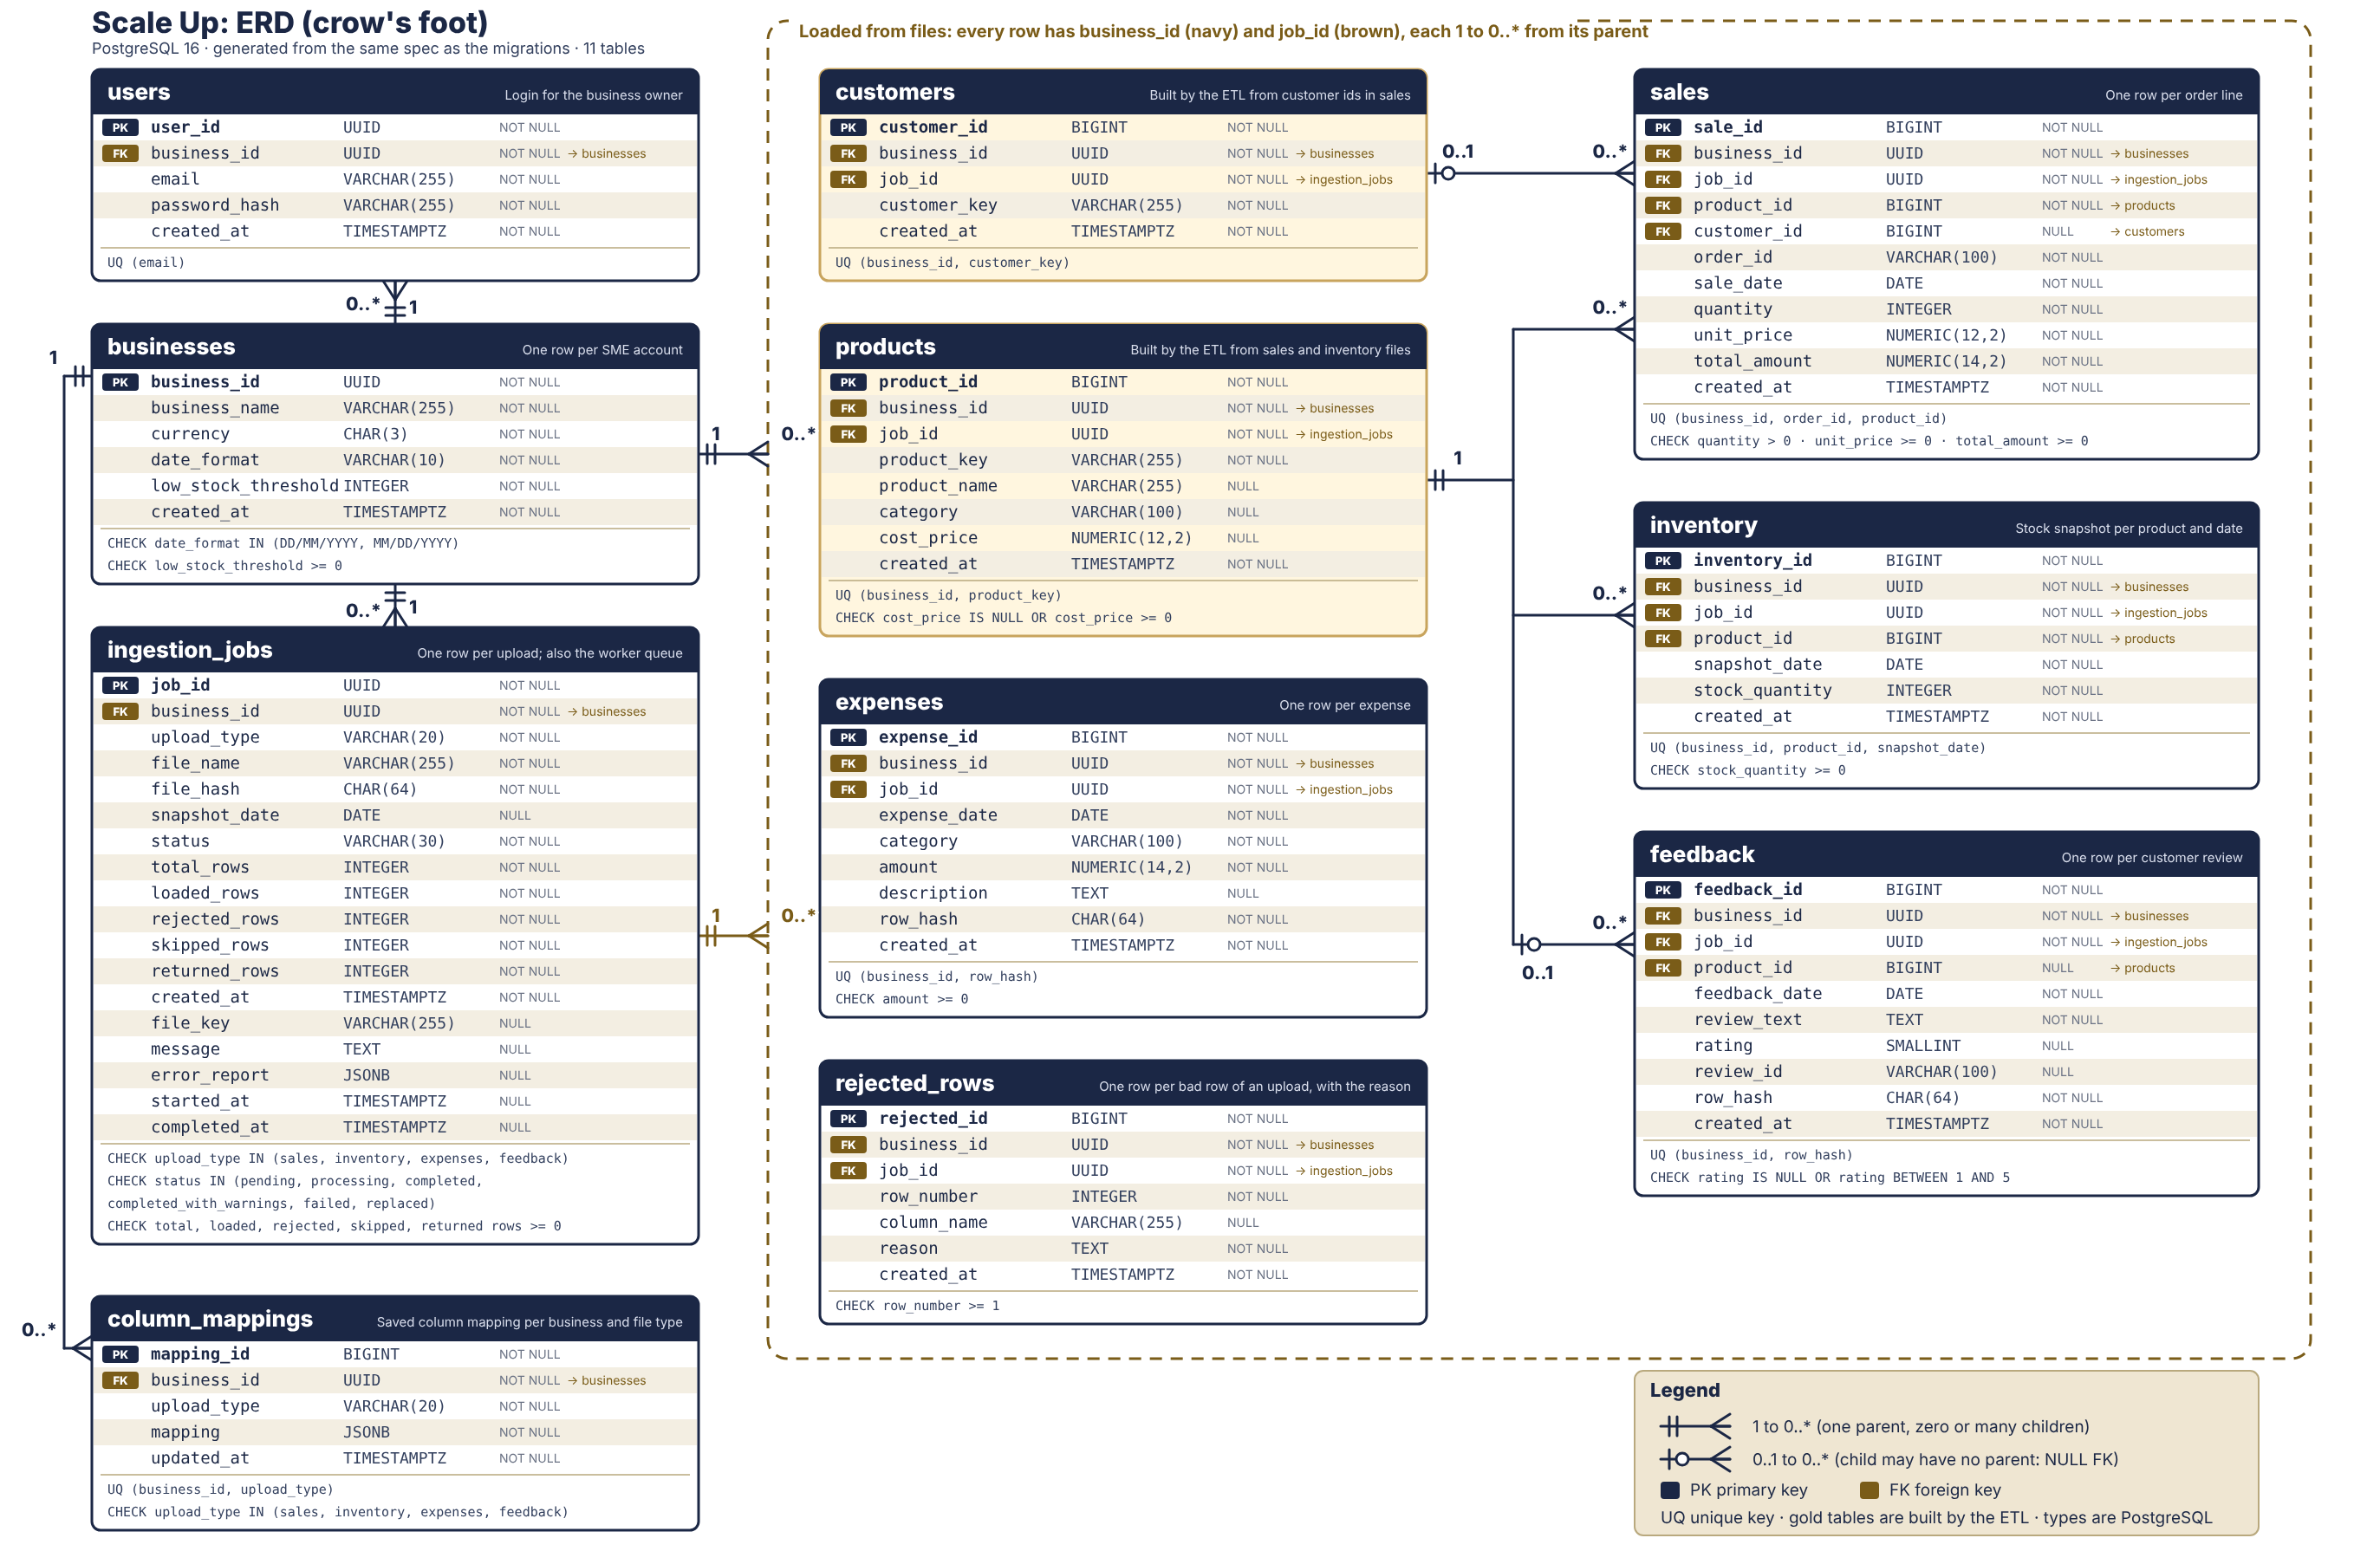 Scale Up: ERD (crow's foot)
PostgreSQL 16 · generated from the same spec as the migrations · 11 tables
users Login for the business owner
PK user_id UUID NOT NULL
FK business_id UUID NOT NULL → businesses
email VARCHAR(255) NOT NULL
password_hash VARCHAR(255) NOT NULL
created_at TIMESTAMPTZ NOT NULL
UQ (email)
0..* 1
businesses One row per SME account
1
PK business_id UUID NOT NULL
business_name VARCHAR(255) NOT NULL
currency CHAR(3) NOT NULL
date_format VARCHAR(10) NOT NULL
low_stock_threshold INTEGER NOT NULL
created_at TIMESTAMPTZ NOT NULL
CHECK date_format IN (DD/MM/YYYY, MM/DD/YYYY)
CHECK low_stock_threshold >= 0
1 0..*
0..* 1
ingestion_jobs One row per upload; also the worker queue
PK job_id UUID NOT NULL
FK business_id UUID NOT NULL → businesses
upload_type VARCHAR(20) NOT NULL
file_name VARCHAR(255) NOT NULL
file_hash CHAR(64) NOT NULL
snapshot_date DATE NULL
status VARCHAR(30) NOT NULL
total_rows INTEGER NOT NULL
loaded_rows INTEGER NOT NULL
rejected_rows INTEGER NOT NULL
skipped_rows INTEGER NOT NULL
returned_rows INTEGER NOT NULL
created_at TIMESTAMPTZ NOT NULL
file_key VARCHAR(255) NULL
message TEXT NULL
error_report JSONB NULL
started_at TIMESTAMPTZ NULL
completed_at TIMESTAMPTZ NULL
CHECK upload_type IN (sales, inventory, expenses, feedback)
CHECK status IN (pending, processing, completed,
completed_with_warnings, failed, replaced)
CHECK total, loaded, rejected, skipped, returned rows >= 0
1 0..*
0..*
column_mappings Saved column mapping per business and file type
PK mapping_id BIGINT NOT NULL
FK business_id UUID NOT NULL → businesses
upload_type VARCHAR(20) NOT NULL
mapping JSONB NOT NULL
updated_at TIMESTAMPTZ NOT NULL
UQ (business_id, upload_type)
CHECK upload_type IN (sales, inventory, expenses, feedback)
Loaded from files: every row has business_id (navy) and job_id (brown), each 1 to 0..* from its parent
customers Built by the ETL from customer ids in sales
PK customer_id BIGINT NOT NULL
FK business_id UUID NOT NULL → businesses
FK job_id UUID NOT NULL → ingestion_jobs
customer_key VARCHAR(255) NOT NULL
created_at TIMESTAMPTZ NOT NULL
UQ (business_id, customer_key)
0..1 0..*
products Built by the ETL from sales and inventory files
PK product_id BIGINT NOT NULL
FK business_id UUID NOT NULL → businesses
FK job_id UUID NOT NULL → ingestion_jobs
product_key VARCHAR(255) NOT NULL
product_name VARCHAR(255) NULL
category VARCHAR(100) NULL
cost_price NUMERIC(12,2) NULL
created_at TIMESTAMPTZ NOT NULL
UQ (business_id, product_key)
CHECK cost_price IS NULL OR cost_price >= 0
1
0..*
0..*
0..*
0..1
expenses One row per expense
PK expense_id BIGINT NOT NULL
FK business_id UUID NOT NULL → businesses
FK job_id UUID NOT NULL → ingestion_jobs
expense_date DATE NOT NULL
category VARCHAR(100) NOT NULL
amount NUMERIC(14,2) NOT NULL
description TEXT NULL
row_hash CHAR(64) NOT NULL
created_at TIMESTAMPTZ NOT NULL
UQ (business_id, row_hash)
CHECK amount >= 0
rejected_rows One row per bad row of an upload, with the reason
PK rejected_id BIGINT NOT NULL
FK business_id UUID NOT NULL → businesses
FK job_id UUID NOT NULL → ingestion_jobs
row_number INTEGER NOT NULL
column_name VARCHAR(255) NULL
reason TEXT NOT NULL
created_at TIMESTAMPTZ NOT NULL
CHECK row_number >= 1
sales One row per order line
PK sale_id BIGINT NOT NULL
FK business_id UUID NOT NULL → businesses
FK job_id UUID NOT NULL → ingestion_jobs
FK product_id BIGINT NOT NULL → products
FK customer_id BIGINT NULL → customers
order_id VARCHAR(100) NOT NULL
sale_date DATE NOT NULL
quantity INTEGER NOT NULL
unit_price NUMERIC(12,2) NOT NULL
total_amount NUMERIC(14,2) NOT NULL
created_at TIMESTAMPTZ NOT NULL
UQ (business_id, order_id, product_id)
CHECK quantity > 0 · unit_price >= 0 · total_amount >= 0
inventory Stock snapshot per product and date
PK inventory_id BIGINT NOT NULL
FK business_id UUID NOT NULL → businesses
FK job_id UUID NOT NULL → ingestion_jobs
FK product_id BIGINT NOT NULL → products
snapshot_date DATE NOT NULL
stock_quantity INTEGER NOT NULL
created_at TIMESTAMPTZ NOT NULL
UQ (business_id, product_id, snapshot_date)
CHECK stock_quantity >= 0
feedback One row per customer review
PK feedback_id BIGINT NOT NULL
FK business_id UUID NOT NULL → businesses
FK job_id UUID NOT NULL → ingestion_jobs
FK product_id BIGINT NULL → products
feedback_date DATE NOT NULL
review_text TEXT NOT NULL
rating SMALLINT NULL
review_id VARCHAR(100) NULL
row_hash CHAR(64) NOT NULL
created_at TIMESTAMPTZ NOT NULL
UQ (business_id, row_hash)
CHECK rating IS NULL OR rating BETWEEN 1 AND 5
Legend
1 to 0..* (one parent, zero or many children)
0..1 to 0..* (child may have no parent: NULL FK)
PK primary key FK foreign key
UQ unique key · gold tables are built by the ETL · types are PostgreSQL